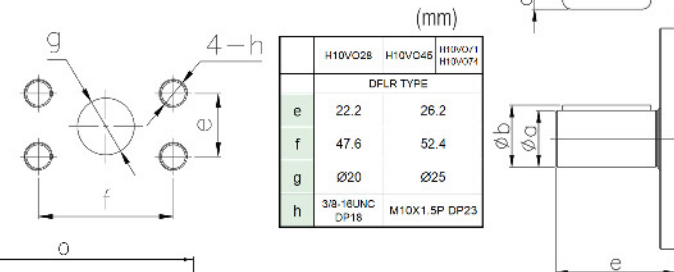 (mm)
g
4-h
e
f
o
H10VO28 H10VO45 H10VO71
H10VO74
DFLR TYPE
e 22.2 26.2
f 47.6 52.4
g Ø20 Ø25
h 3/8-16UNC
DP18
M10X1.5P DP23
Øb
Øa
e